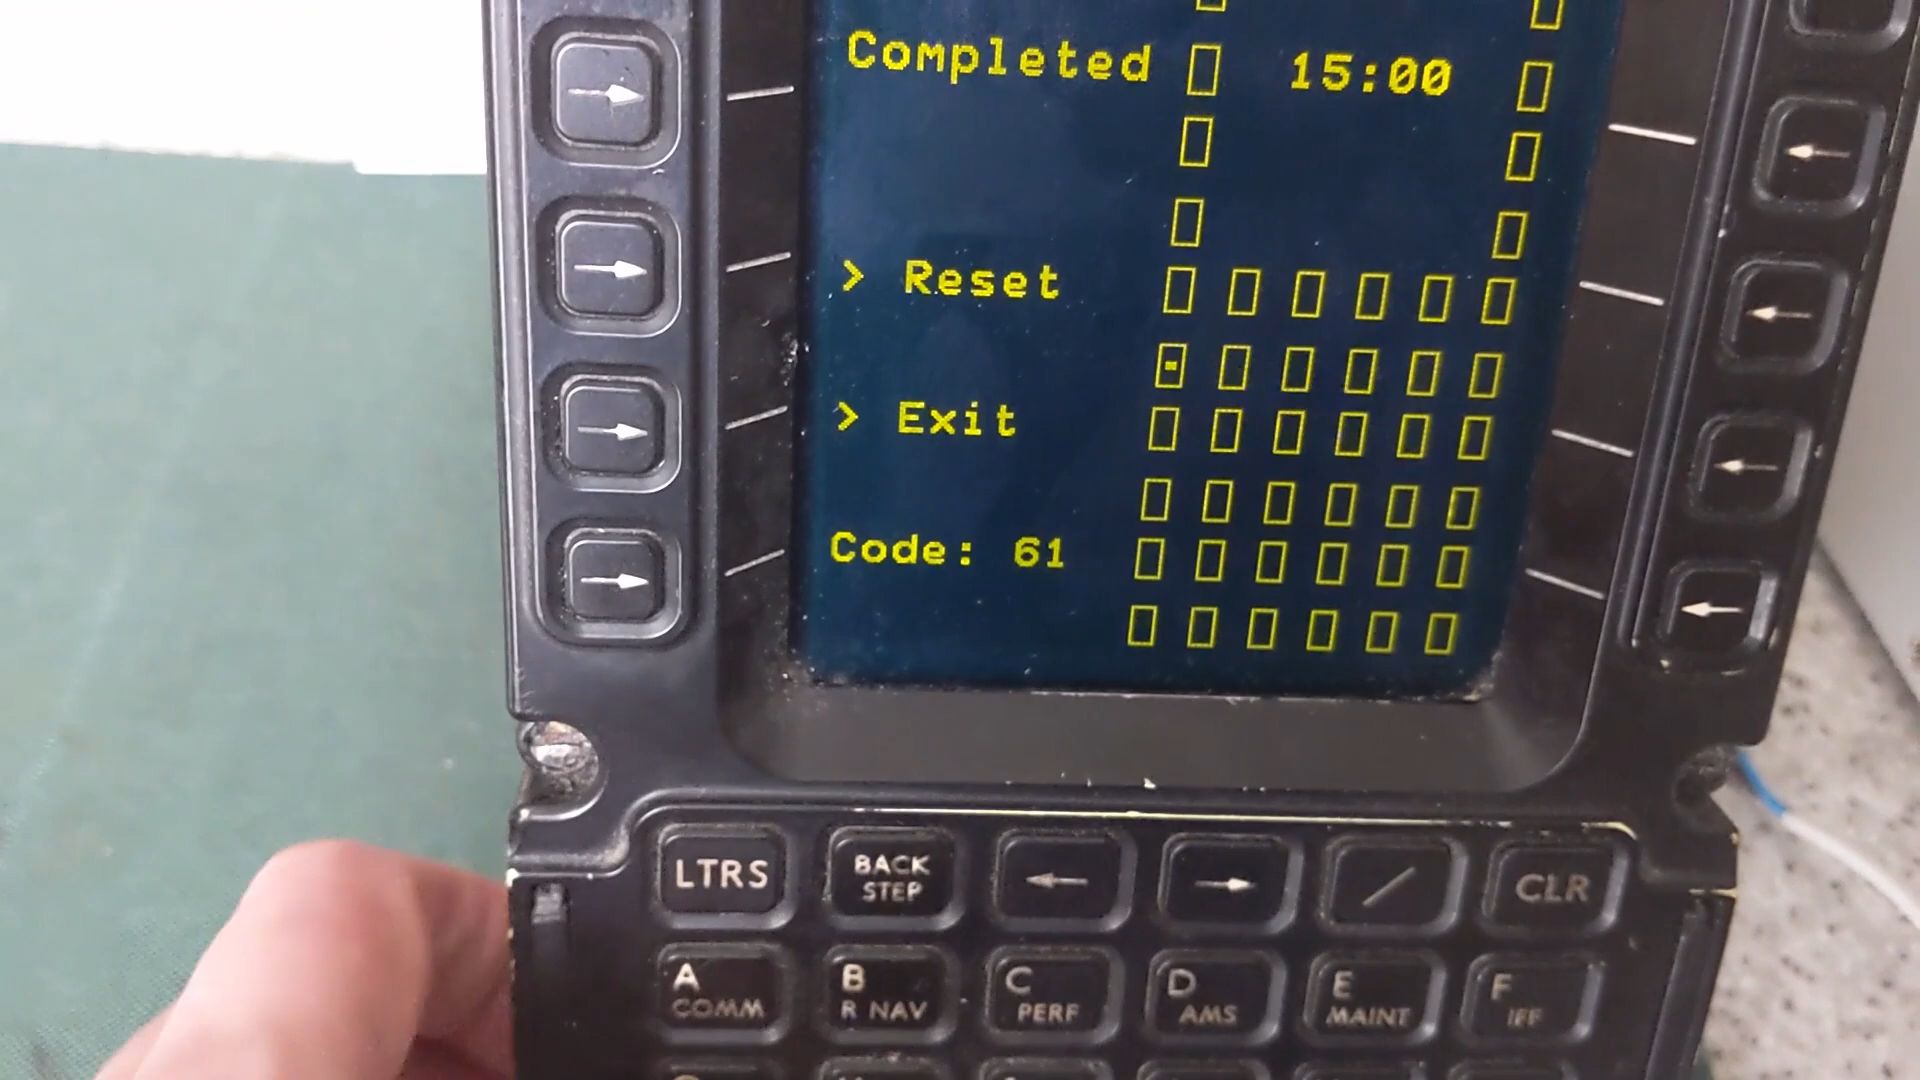 Completed 15:00
> Reset
> Exit
Code: 61
LTRS
BACK STEP
CLR
A COMM
B R NAV
C PERF
D AMS
E MAINT
F IFF